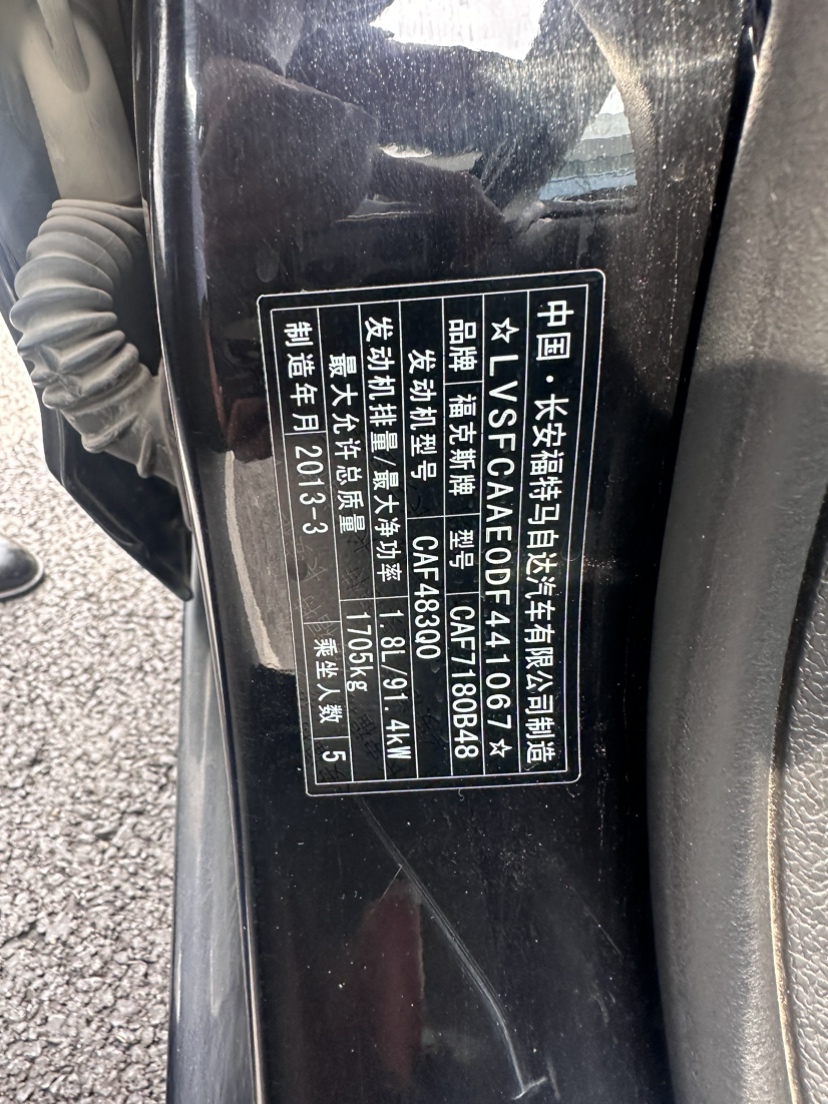 中国·长安福特马自达汽车有限公司制造
☆LVSFCAAE0DF441067☆
品牌 福克斯牌 型号 CAF7180B48
发动机型号 CAF483Q0
发动机排量/最大净功率 1.8L/91.4kW
最大允许总质量 1705kg
制造年月 2013-3 乘坐人数 5